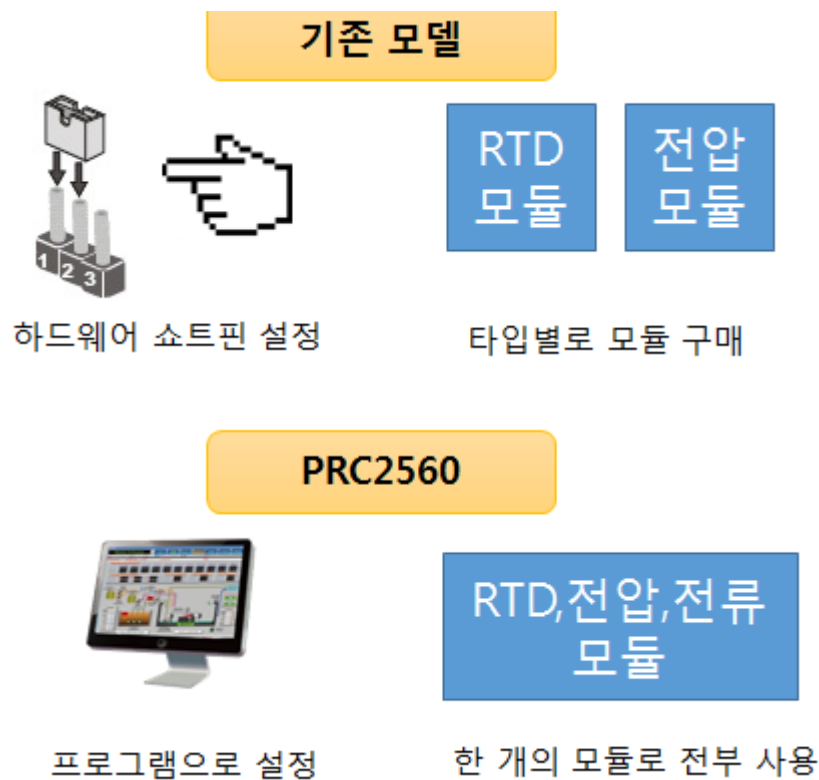 기존 모델
RTD
모듈
전압
모듈
1 2 3
하드웨어 쇼트핀 설정
타입별로 모듈 구매
PRC2560
RTD,전압,전류
모듈
프로그램으로 설정
한 개의 모듈로 전부 사용